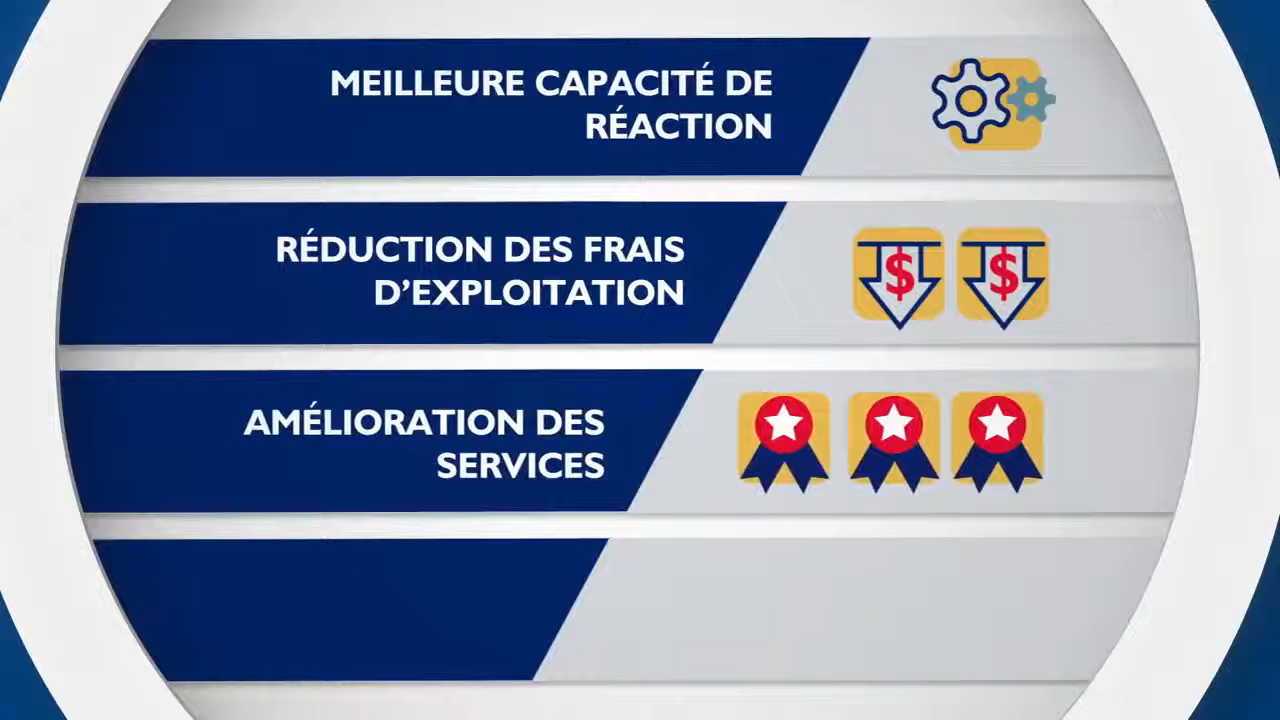 MEILLEURE CAPACITÉ DE
RÉACTION
RÉDUCTION DES FRAIS
D’EXPLOITATION
$ $
AMÉLIORATION DES
SERVICES